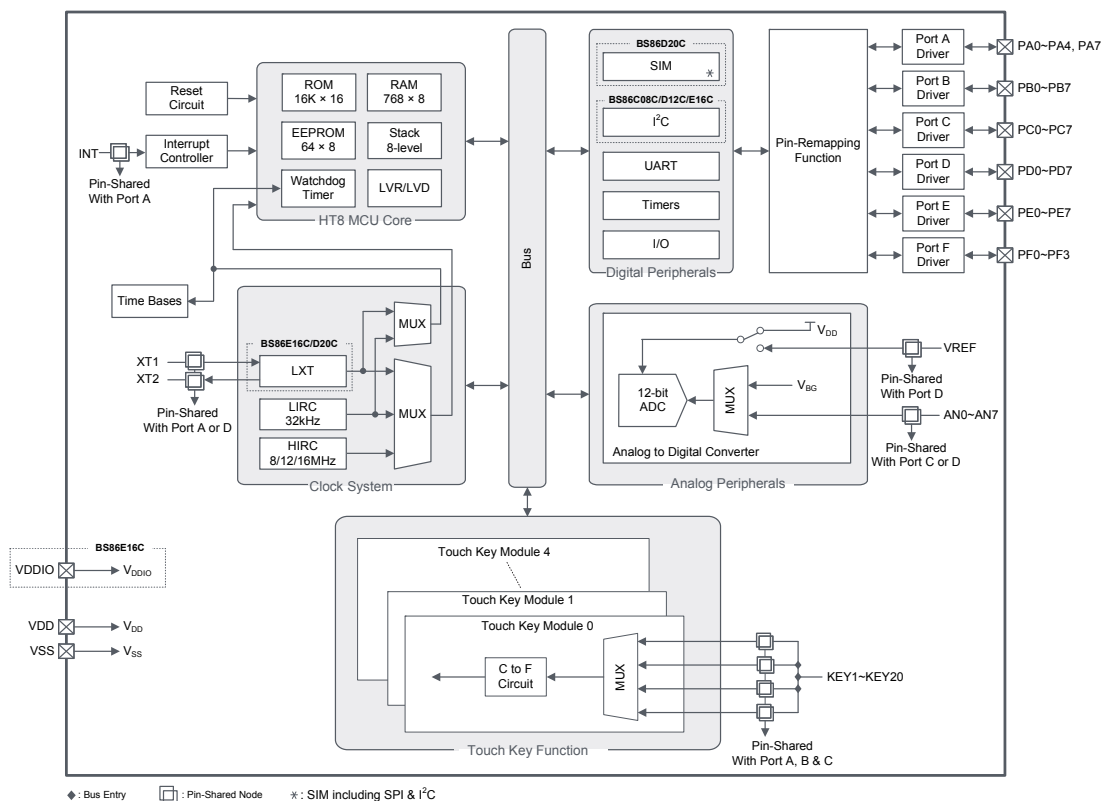 BS86D20C
SIM
*
BS86C08C/D12C/E16C
I²C
UART
Timers
I/O
Digital Peripherals
Reset
Circuit
INT
Interrupt
Controller
Pin-Shared
With Port A
ROM
16K × 16
RAM
768 × 8
EEPROM
64 × 8
Stack
8-level
Watchdog
Timer
LVR/LVD
HT8 MCU Core
Bus
Pin-Remapping
Function
Port A
Driver
PA0~PA4, PA7
Port B
Driver
PB0~PB7
Port C
Driver
PC0~PC7
Port D
Driver
PD0~PD7
Port E
Driver
PE0~PE7
Port F
Driver
PF0~PF3
Time Bases
XT1
XT2
Pin-Shared
With Port A or D
BS86E16C/D20C
LXT
LIRC
32kHz
HIRC
8/12/16MHz
MUX
MUX
Clock System
VDD
12-bit
ADC
MUX
VBG
Analog to Digital Converter
Analog Peripherals
VREF
Pin-Shared
With Port D
AN0~AN7
Pin-Shared
With Port C or D
BS86E16C
VDDIO
VDDIO
VDD
VDD
VSS
VSS
Touch Key Module 4
Touch Key Module 1
Touch Key Module 0
C to F
Circuit
MUX
KEY1~KEY20
Pin-Shared
With Port A, B & C
Touch Key Function
: Bus Entry
: Pin-Shared Node
* : SIM including SPI & I²C